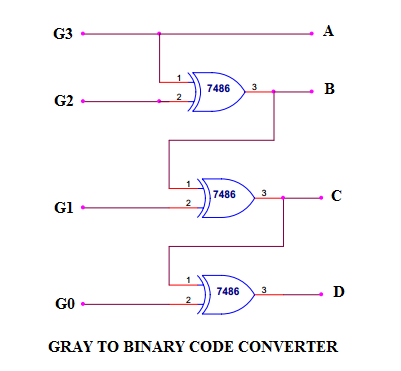 G3 A
1
7486 3 B
G2 2
1
7486 3 C
G1 2
1
7486 3 D
G0 2
GRAY TO BINARY CODE CONVERTER